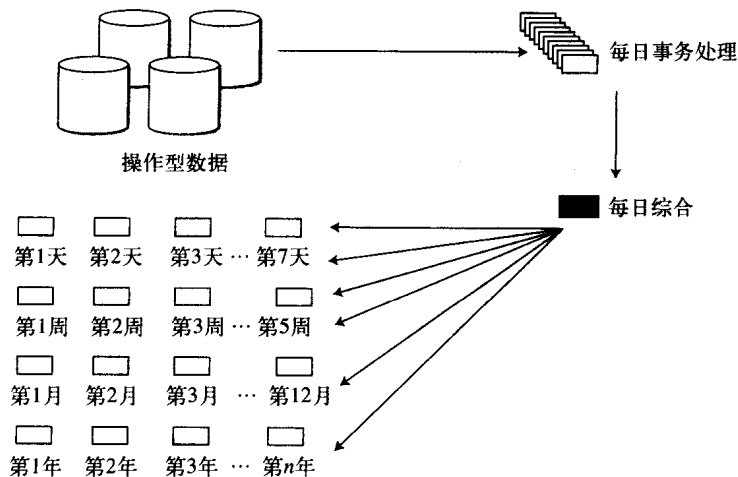 每日事务处理
操作型数据
每日综合
第1天 第2天 第3天 … 第7天
第1周 第2周 第3周 … 第5周
第1月 第2月 第3月 … 第12月
第1年 第2年 第3年 … 第n年